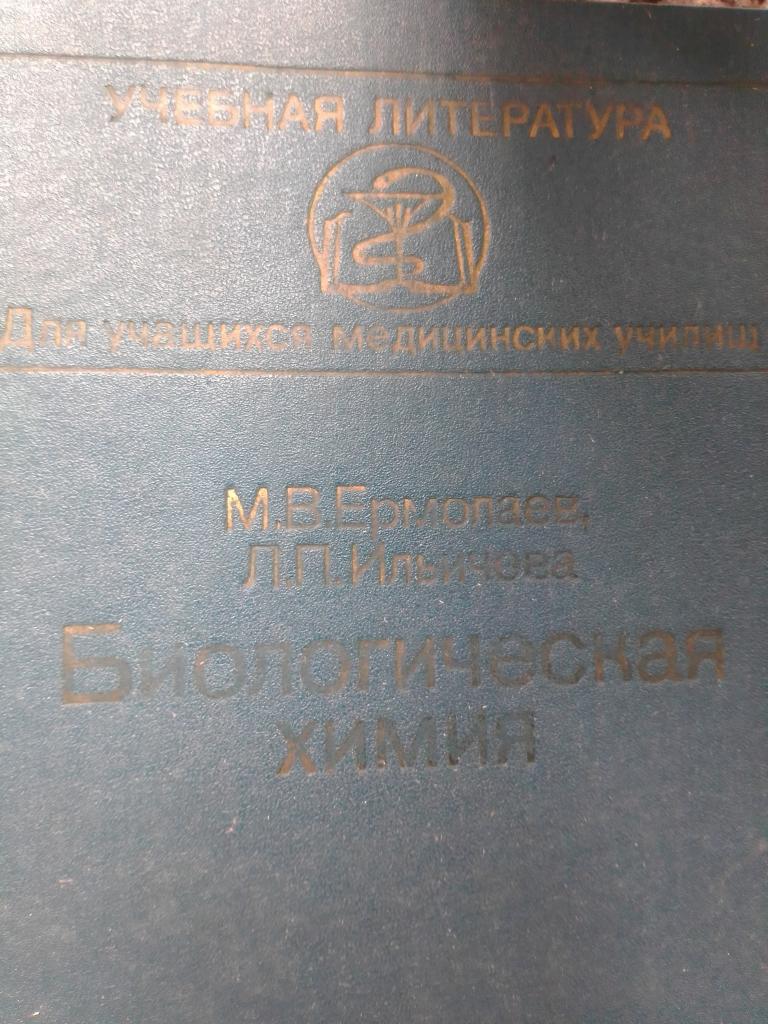 УЧЕБНАЯ ЛИТЕРАТУРА
Для учащихся медицинских училищ
М.В.Ермолаев,
Л.П.Ильичева
Биологическая
химия